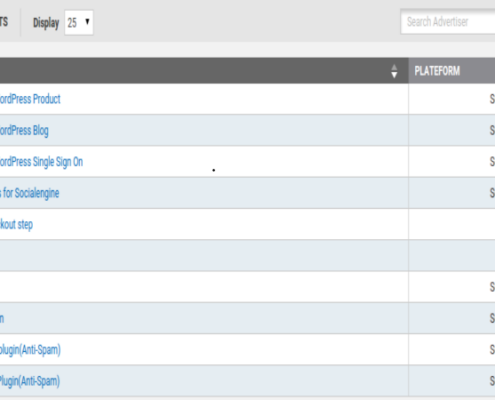 TS Display 25 Search Advertiser
PLATEFORM
ordPress Product S
ordPress Blog S
ordPress Single Sign On S
s for Socialengine S
kout step
S
n S
plugin(Anti-Spam) S
Plugin(Anti-Spam) S